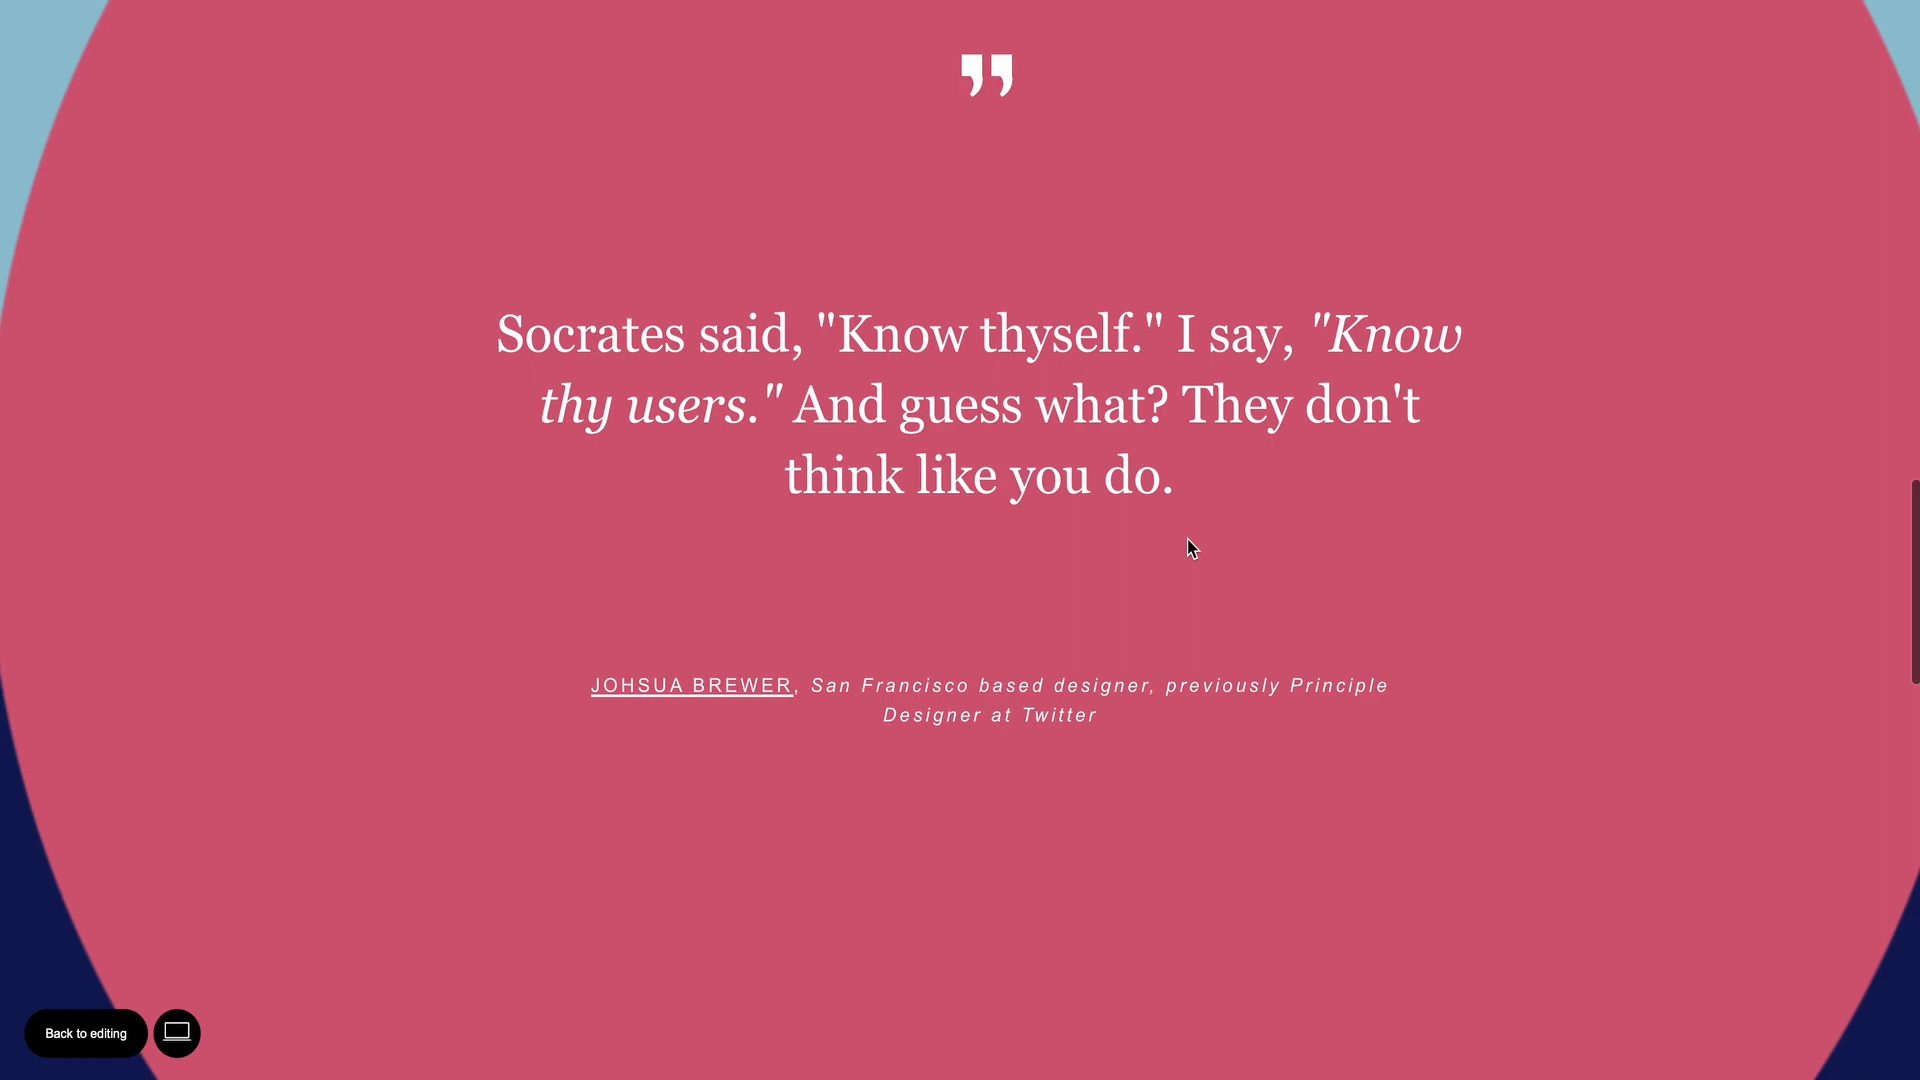 ”
Socrates said, "Know thyself." I say, "Know
thy users." And guess what? They don't
think like you do.
JOHSUA BREWER, San Francisco based designer, previously Principle
Designer at Twitter
Back to editing